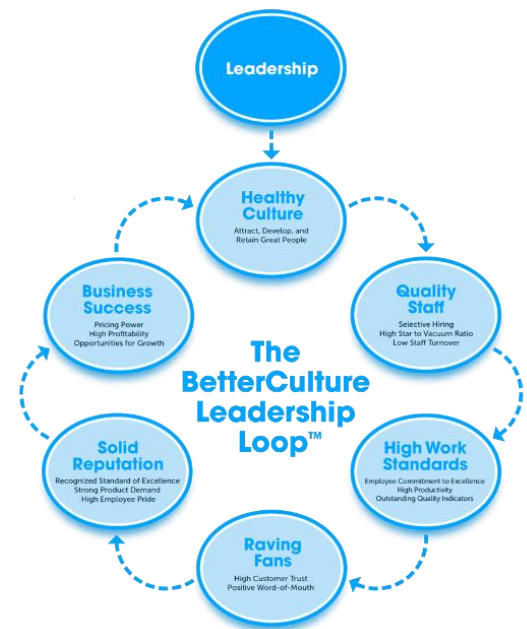 Leadership
Healthy
Culture
Attract, Develop, and
Retain Great People
Quality
Staff
Selective Hiring
High Star to Vacuum Ratio
Low Staff Turnover
High Work
Standards
Employee Commitment to Excellence
High Productivity
Outstanding Quality Indicators
Raving
Fans
High Customer Trust
Positive Word-of-Mouth
Solid
Reputation
Recognized Standard of Excellence
Strong Product Demand
High Employee Pride
Business
Success
Pricing Power
High Profitability
Opportunities for Growth
The
BetterCulture
Leadership
Loop™